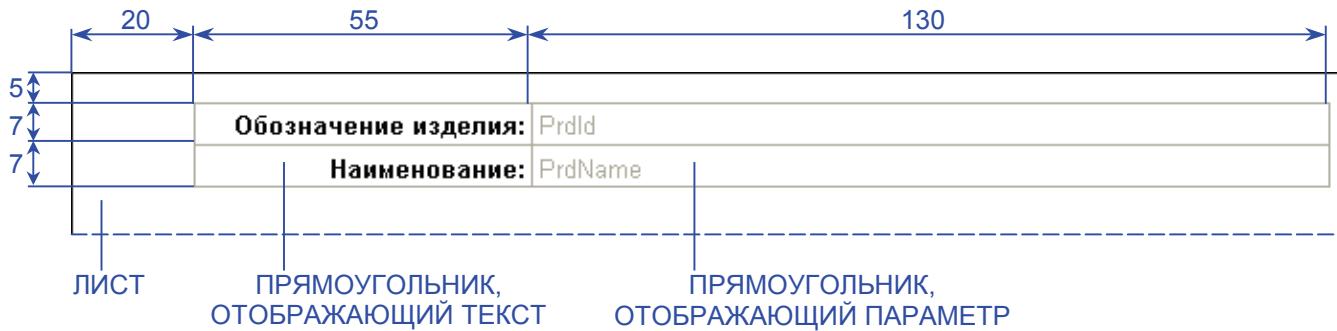 20 55 130
5
7 Обозначение изделия: PrdId
7 Наименование: PrdName
ЛИСТ ПРЯМОУГОЛЬНИК, ПРЯМОУГОЛЬНИК,
ОТОБРАЖАЮЩИЙ ТЕКСТ ОТОБРАЖАЮЩИЙ ПАРАМЕТР